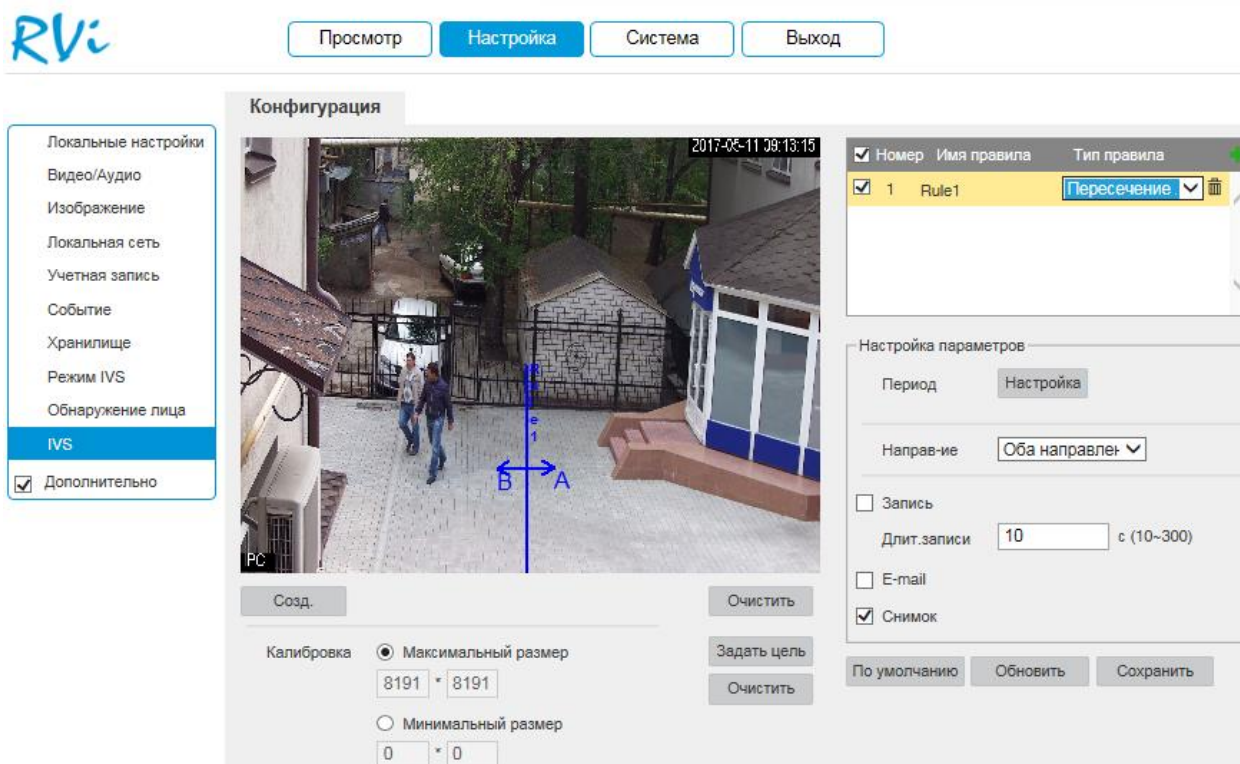 RVi
Просмотр
Настройка
Система
Выход
Локальные настройки
Видео/Аудио
Изображение
Локальная сеть
Учетная запись
Событие
Хранилище
Режим IVS
Обнаружение лица
IVS
Дополнительно
Конфигурация
2017-05-11 09:13:15
Rule1
B A
PC
Созд.
Очистить
Калибровка
Максимальный размер
8191 * 8191
Минимальный размер
0 * 0
Задать цель
Очистить
Номер Имя правила Тип правила
1 Rule1 Пересечение
Настройка параметров
Период Настройка
Направ-ие Оба направлен
Запись
Длит.записи 10 с (10~300)
E-mail
Снимок
По умолчанию
Обновить
Сохранить